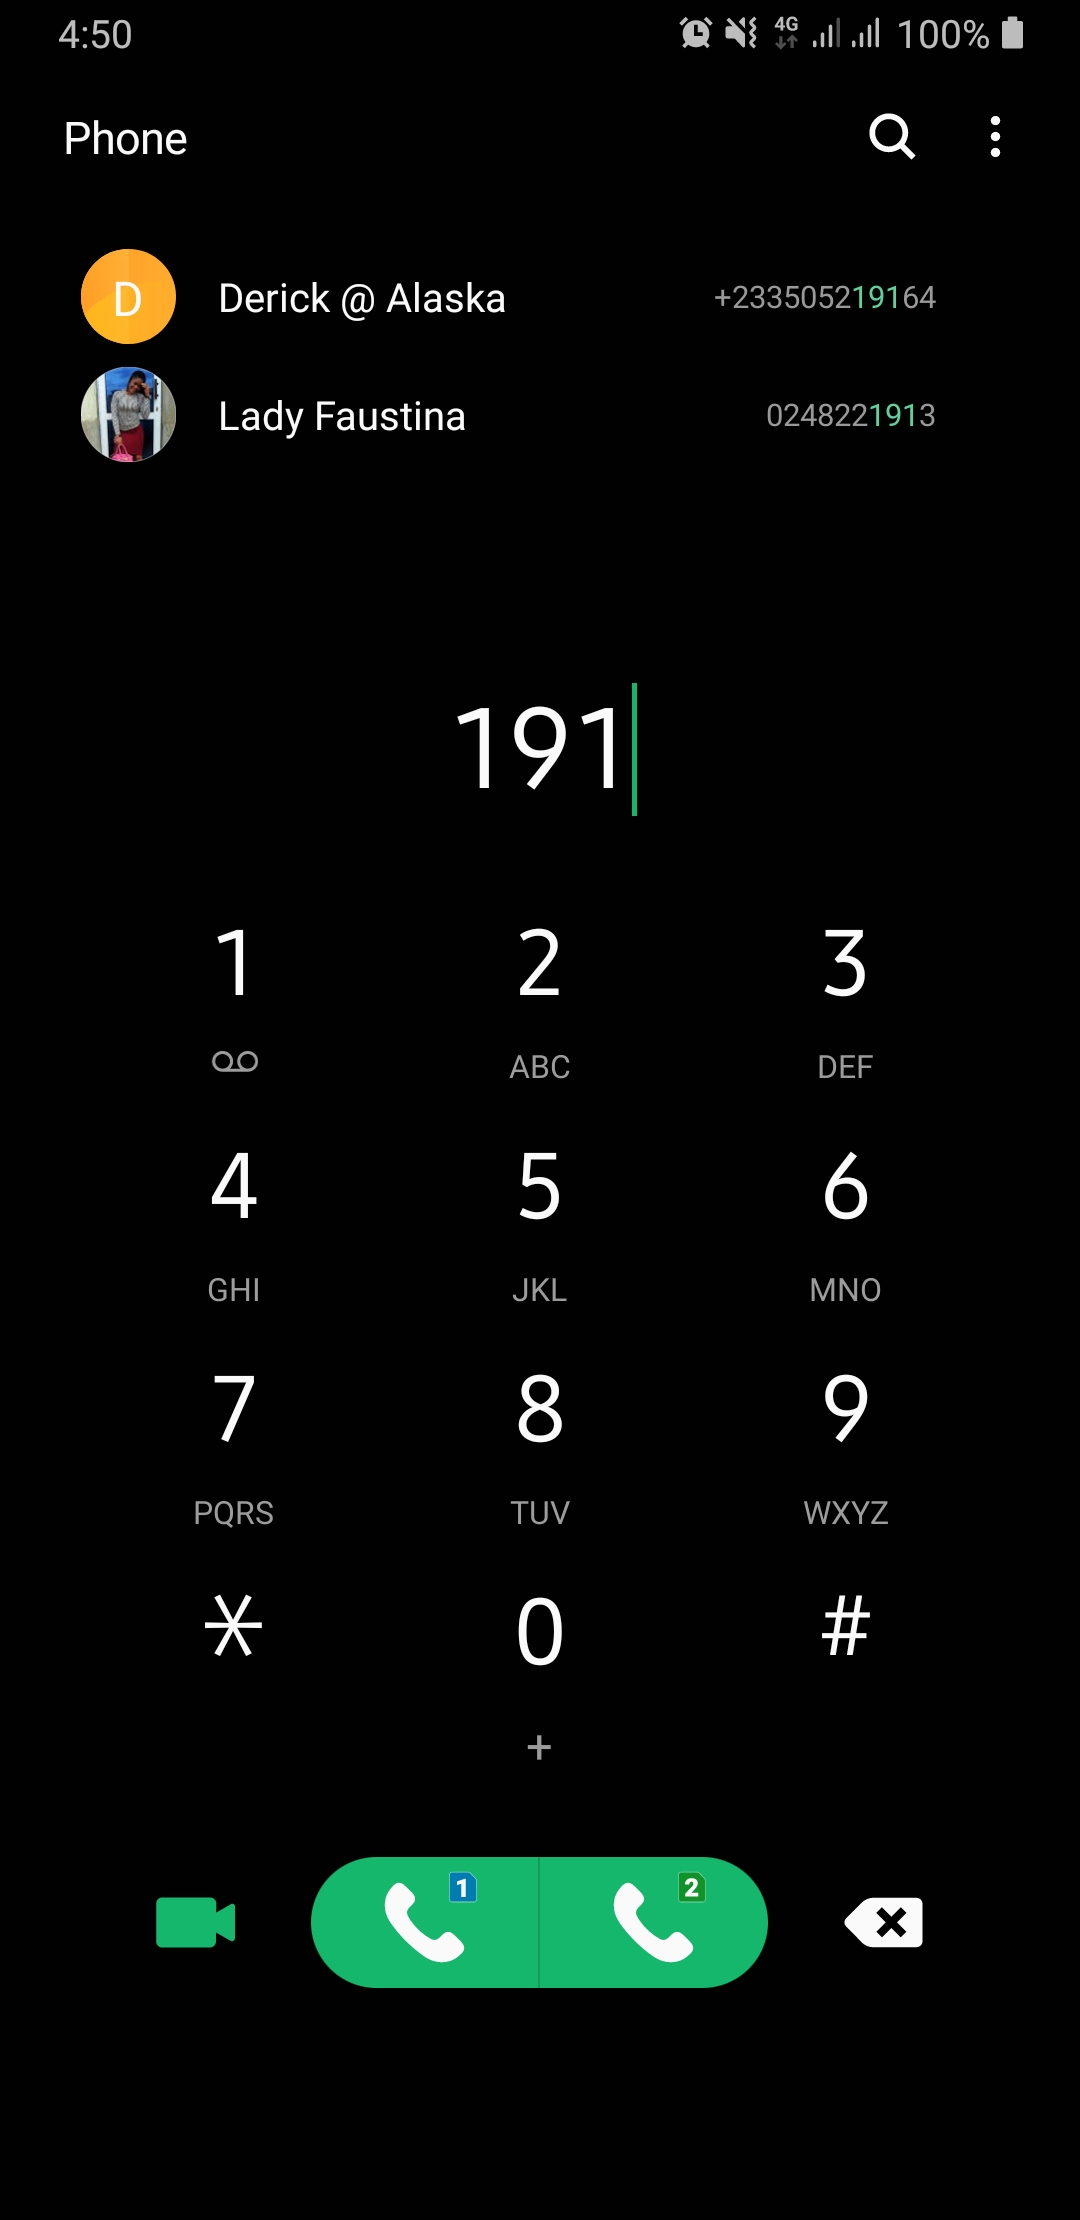 4:50 4G 100%
Phone
D Derick @ Alaska +233505219164
Lady Faustina 0248221913
191
1 2 3
ABC DEF
4 5 6
GHI JKL MNO
7 8 9
PQRS TUV WXYZ
* 0 #
+
1 2